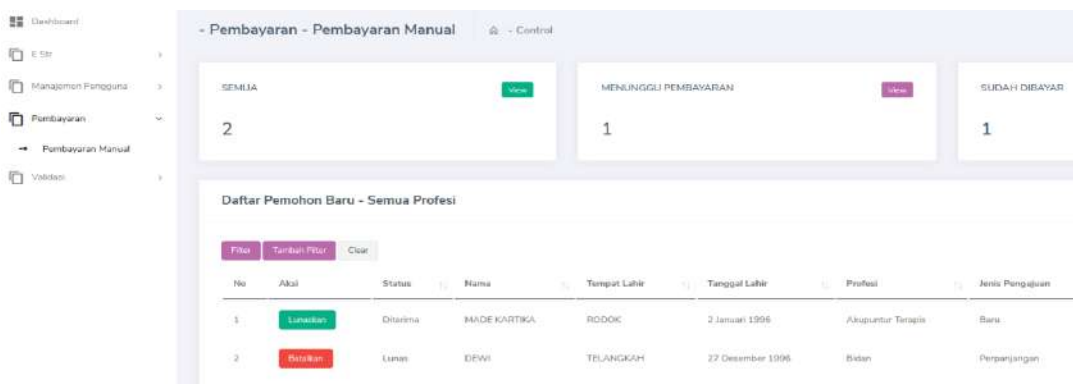 Dashboard
E Str
Manajemen Pengguna
Pembayaran
Pembayaran Manual
Validasi
- Pembayaran - Pembayaran Manual - Control
SEMUA View
2
MENUNGGU PEMBAYARAN View
1
SUDAH DIBAYAR
1
Daftar Pemohon Baru - Semua Profesi
Filter Tambah Filter Clear
No Aksi Status Nama Tempat Lahir Tanggal Lahir Profesi Jenis Pengajuan
1 Lunaskan Diterima MADE KARTIKA RODOK 2 Januari 1996 Akupuntur Terapis Baru
2 Batalkan Lunas DEWI TELANGKAH 27 Desember 1996 Bidan Perpanjangan